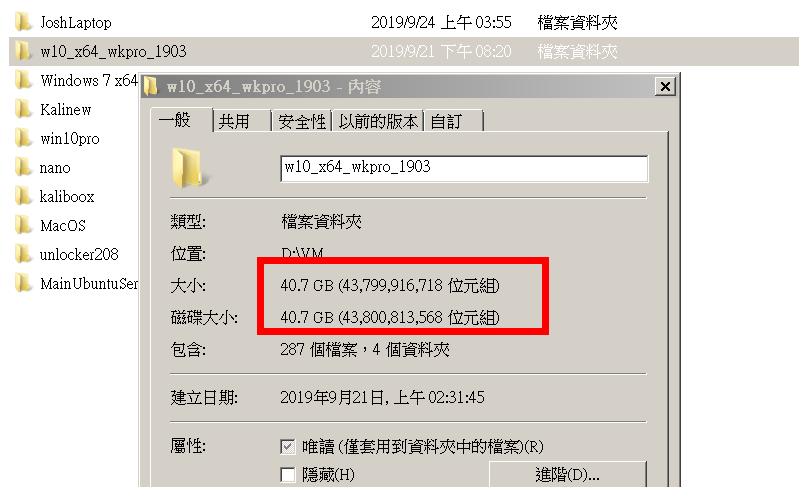 JoshLaptop 2019/9/24 上午 03:55 檔案資料夾
w10_x64_wkpro_1903 2019/9/21 下午 08:20 檔案資料夾
Windows 7 x64
Kalinew
win10pro
nano
kaliboox
MacOS
unlocker208
MainUbuntuSer
w10_x64_wkpro_1903 - 內容
一般 共用 安全性 以前的版本 自訂
w10_x64_wkpro_1903
類型: 檔案資料夾
位置: D:\VM
大小: 40.7 GB (43,799,916,718 位元組)
磁碟大小: 40.7 GB (43,800,813,568 位元組)
包含: 287 個檔案，4 個資料夾
建立日期: 2019年9月21日, 上午 02:31:45
屬性: 唯讀 (僅套用到資料夾中的檔案)(R)
隱藏(H) 進階(D)...